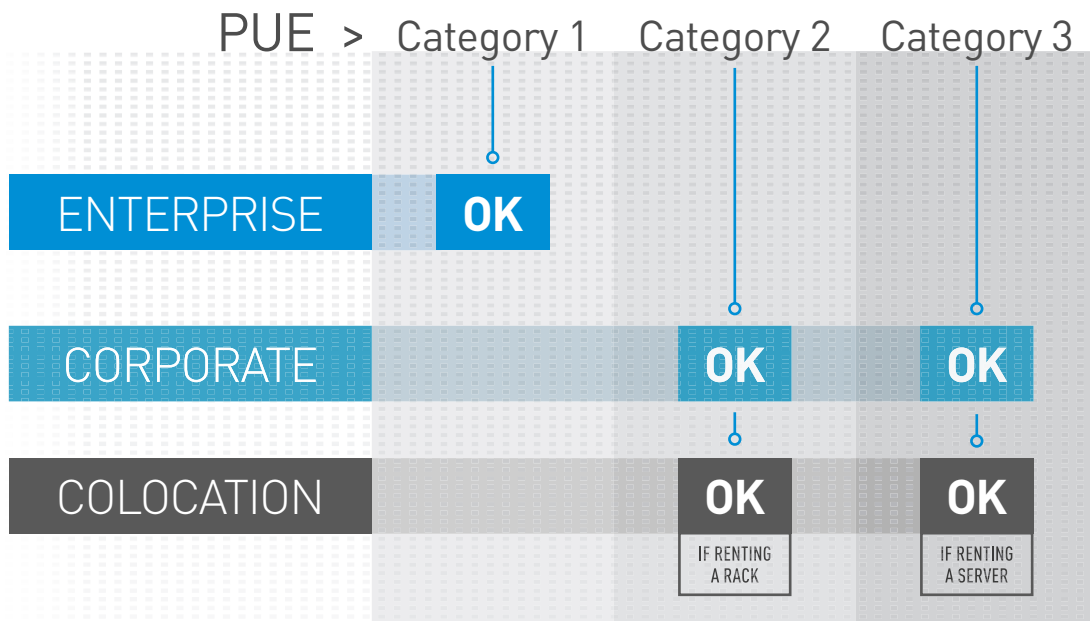 PUE > Category 1 Category 2 Category 3
ENTERPRISE OK
CORPORATE OK OK
COLOCATION OK OK
IF RENTING
A RACK
IF RENTING
A SERVER